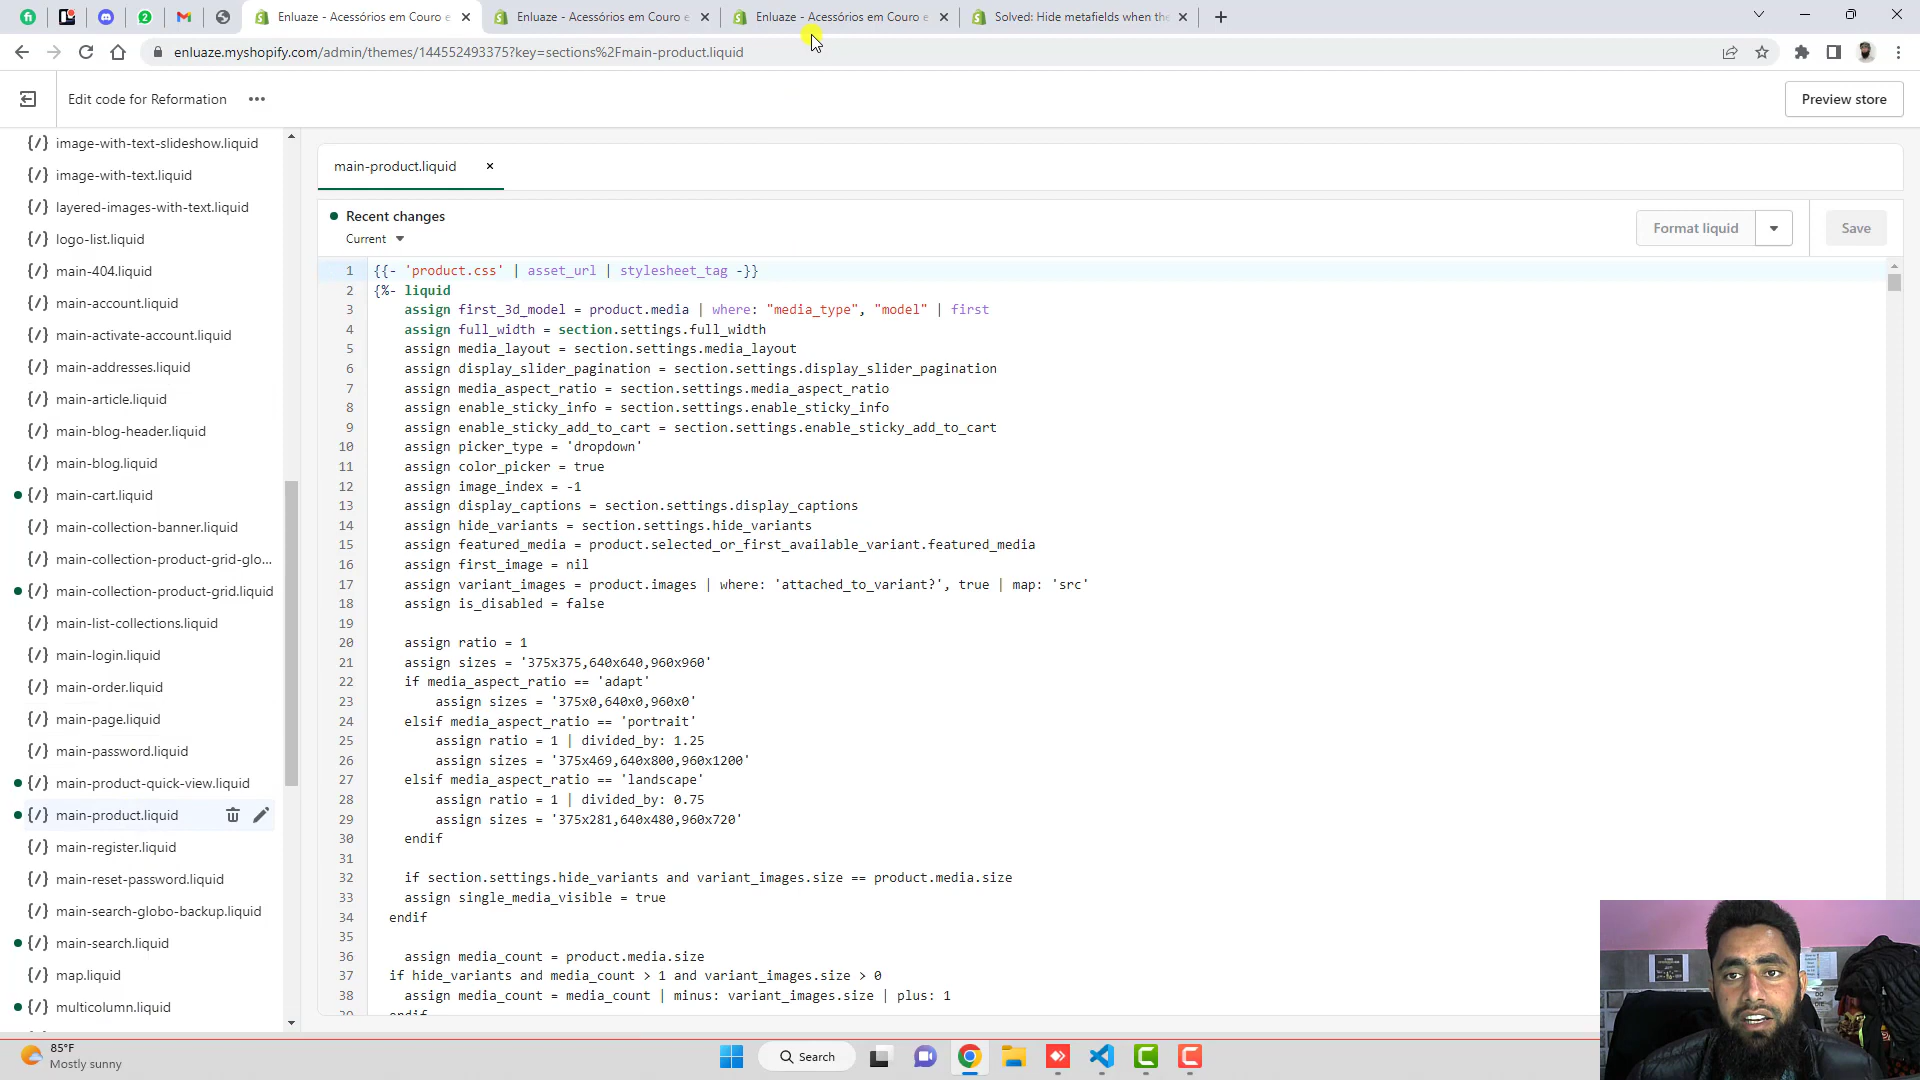 Enluaze - Acessórios em Couro e
Enluaze - Acessórios em Couro e
Enluaze - Acessórios em Couro e
Solved: Hide metafields when the
enluaze.myshopify.com/admin/themes/144552493375?key=sections%2Fmain-product.liquid
Edit code for Reformation
Preview store
image-with-text-slideshow.liquid
image-with-text.liquid
layered-images-with-text.liquid
logo-list.liquid
main-404.liquid
main-account.liquid
main-activate-account.liquid
main-addresses.liquid
main-article.liquid
main-blog-header.liquid
main-blog.liquid
main-cart.liquid
main-collection-banner.liquid
main-collection-product-grid-glo...
main-collection-product-grid.liquid
main-list-collections.liquid
main-login.liquid
main-order.liquid
main-page.liquid
main-password.liquid
main-product-quick-view.liquid
main-product.liquid
main-register.liquid
main-reset-password.liquid
main-search-globo-backup.liquid
main-search.liquid
map.liquid
multicolumn.liquid
main-product.liquid
Recent changes
Current
Format liquid
Save
1 {{- 'product.css' | asset_url | stylesheet_tag -}}
2 {%- liquid
3 assign first_3d_model = product.media | where: "media_type", "model" | first
4 assign full_width = section.settings.full_width
5 assign media_layout = section.settings.media_layout
6 assign display_slider_pagination = section.settings.display_slider_pagination
7 assign media_aspect_ratio = section.settings.media_aspect_ratio
8 assign enable_sticky_info = section.settings.enable_sticky_info
9 assign enable_sticky_add_to_cart = section.settings.enable_sticky_add_to_cart
10 assign picker_type = 'dropdown'
11 assign color_picker = true
12 assign image_index = -1
13 assign display_captions = section.settings.display_captions
14 assign hide_variants = section.settings.hide_variants
15 assign featured_media = product.selected_or_first_available_variant.featured_media
16 assign first_image = nil
17 assign variant_images = product.images | where: 'attached_to_variant?', true | map: 'src'
18 assign is_disabled = false
19
20 assign ratio = 1
21 assign sizes = '375x375,640x640,960x960'
22 if media_aspect_ratio == 'adapt'
23 assign sizes = '375x0,640x0,960x0'
24 elsif media_aspect_ratio == 'portrait'
25 assign ratio = 1 | divided_by: 1.25
26 assign sizes = '375x469,640x800,960x1200'
27 elsif media_aspect_ratio == 'landscape'
28 assign ratio = 1 | divided_by: 0.75
29 assign sizes = '375x281,640x480,960x720'
30 endif
31
32 if section.settings.hide_variants and variant_images.size == product.media.size
33 assign single_media_visible = true
34 endif
35
36 assign media_count = product.media.size
37 if hide_variants and media_count > 1 and variant_images.size > 0
38 assign media_count = media_count | minus: variant_images.size | plus: 1
39 endif
85°F
Mostly sunny
Search